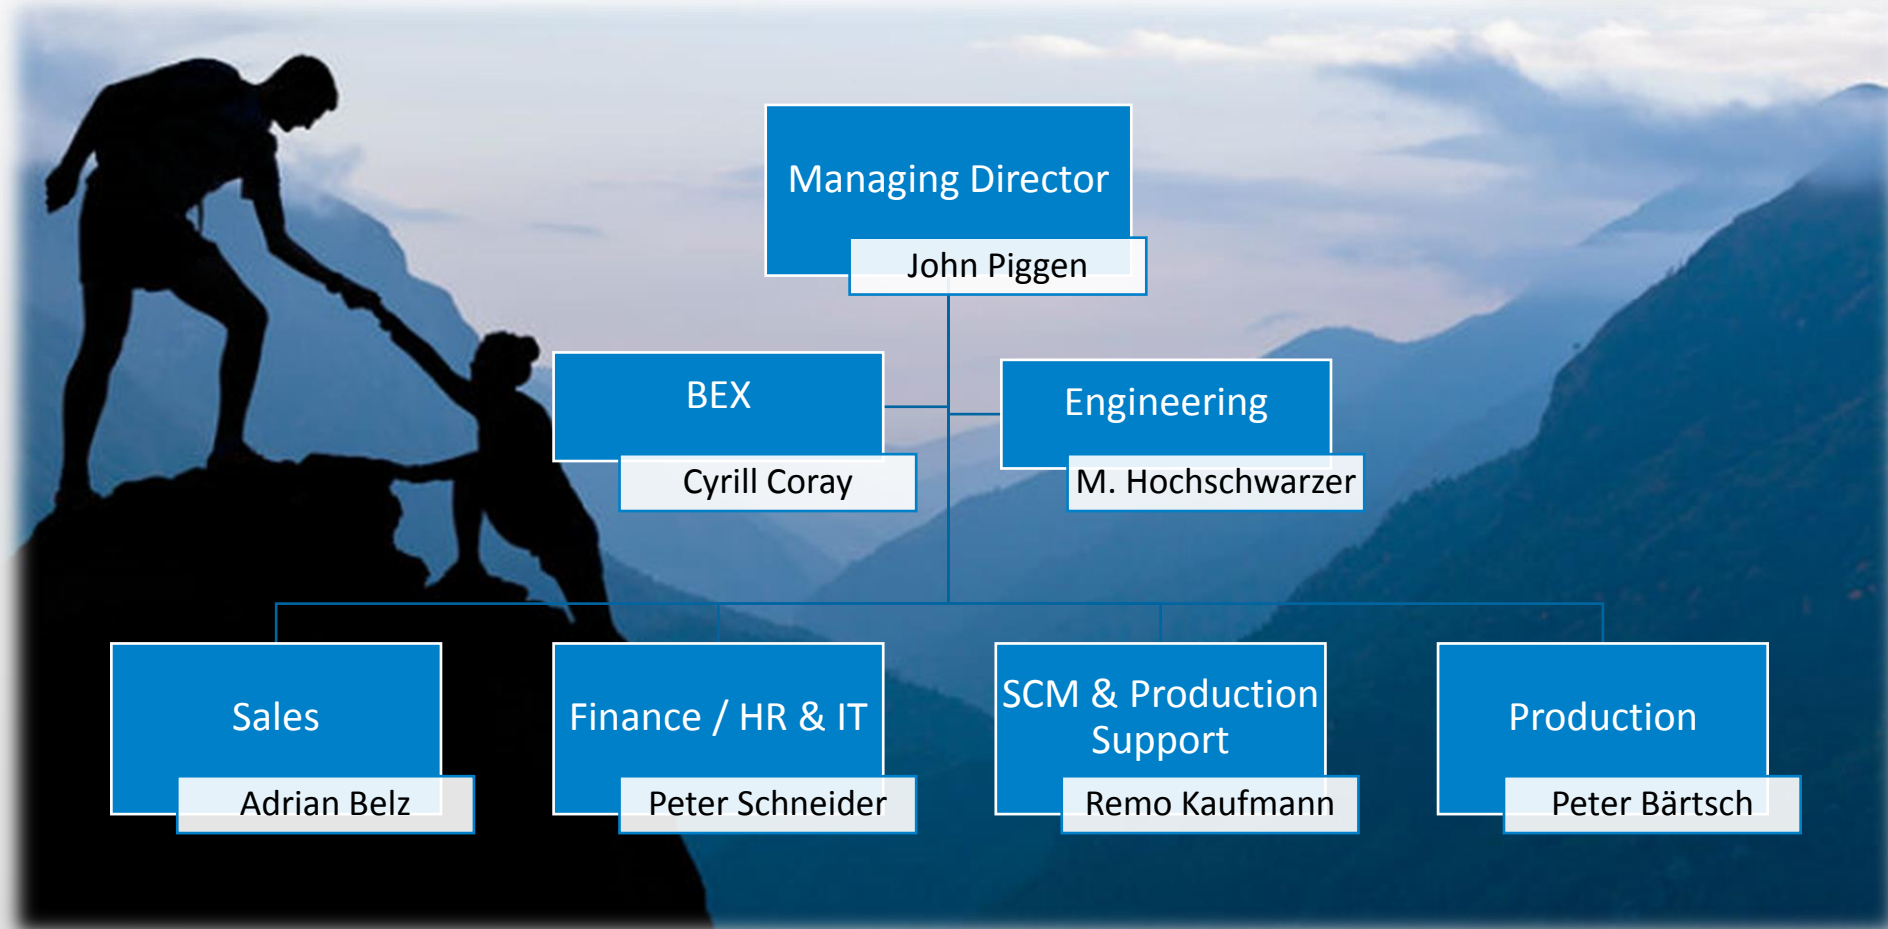 Managing Director
John Piggen
BEX
Cyrill Coray
Engineering
M. Hochschwarzer
Sales
Adrian Belz
Finance / HR & IT
Peter Schneider
SCM & Production
Support
Remo Kaufmann
Production
Peter Bärtsch